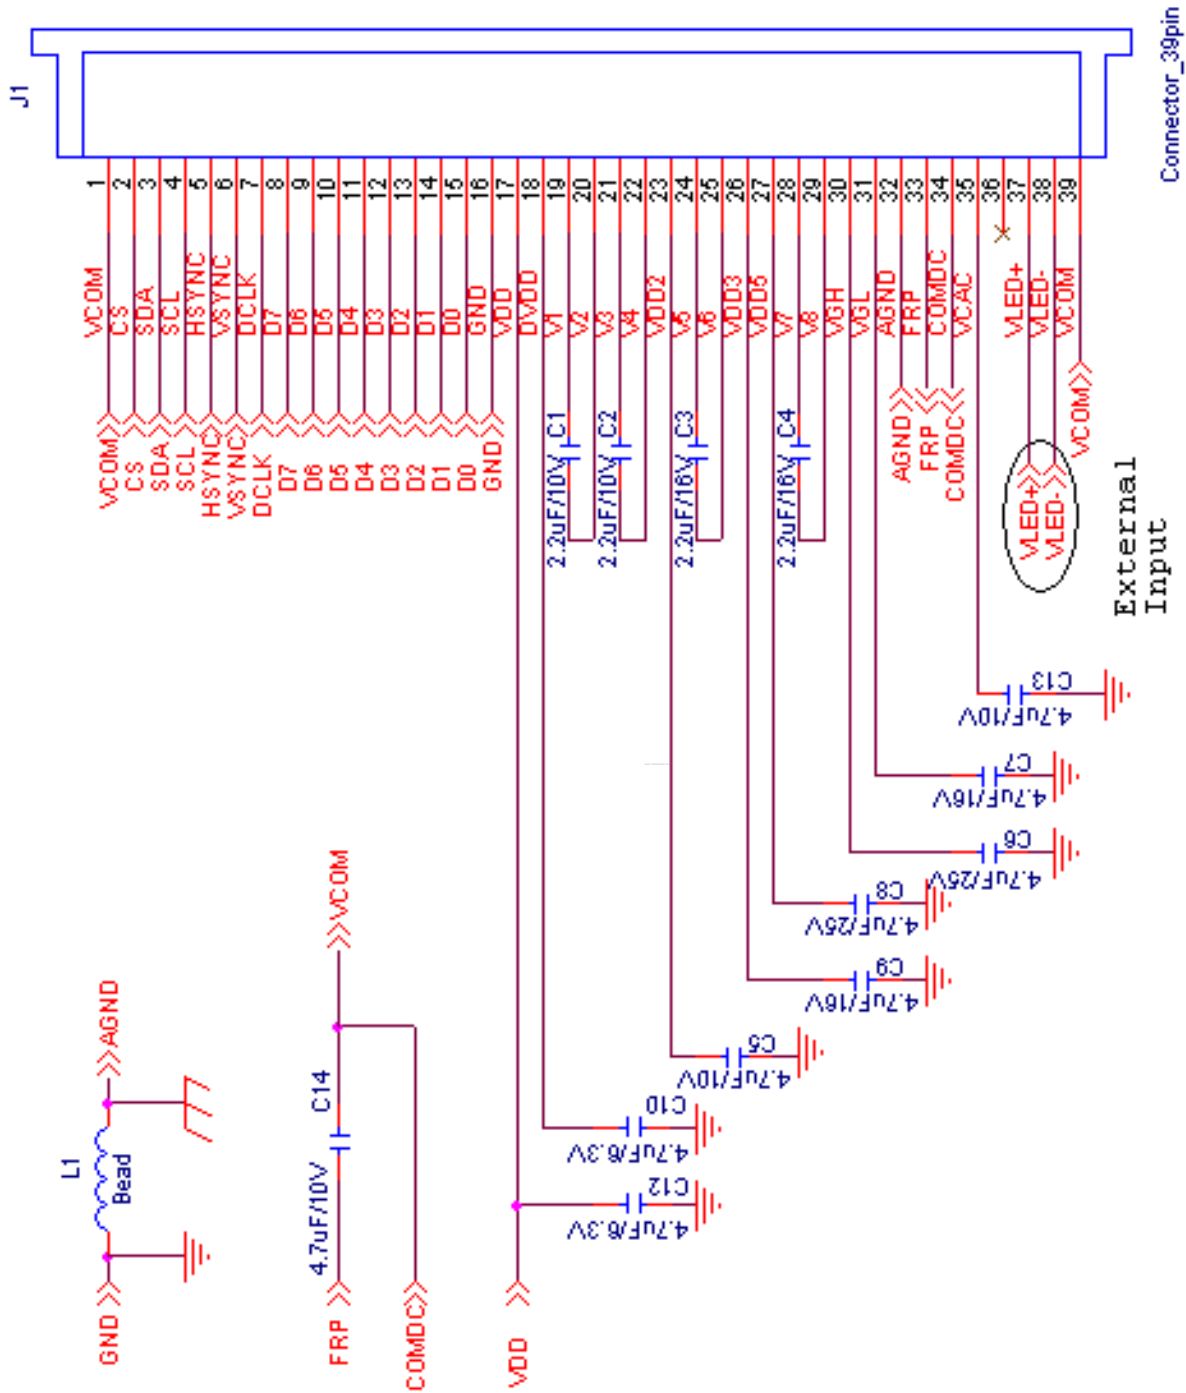 J1
Connector_39pin
1
2
3
4
5
6
7
8
9
10
11
12
13
14
15
16
17
18
19
20
21
22
23
24
25
26
27
28
29
30
31
32
33
34
35
36
37
38
39
VCOM
CS
SDA
SCL
HSYNC
VSYNC
DCLK
D7
D6
D5
D4
D3
D2
D1
D0
GND
VDD
DVDD
V1
V2
V3
V4
VDD2
V5
V6
VDD3
VDD5
V7
V8
VGH
VGL
AGND
FRP
COMDC
VCAC
VLED+
VLED-
VCOM
VCOM
CS
SDA
SCL
HSYNC
VSYNC
DCLK
D7
D6
D5
D4
D3
D2
D1
D0
GND
2.2uF/10V C1
2.2uF/10V C2
2.2uF/16V C3
2.2uF/16V C4
AGND
FRP
COMDC
VLED+
VLED-
VCOM
External
Input
C13
4.7uF/10V
C7
4.7uF/16V
C6
4.7uF/25V
C8
4.7uF/25V
C9
4.7uF/16V
C5
4.7uF/10V
C10
4.7uF/6.3V
C12
4.7uF/6.3V
VCOM
AGND
L1
Bead
C14
4.7uF/10V
GND
FRP
COMDC
VDD